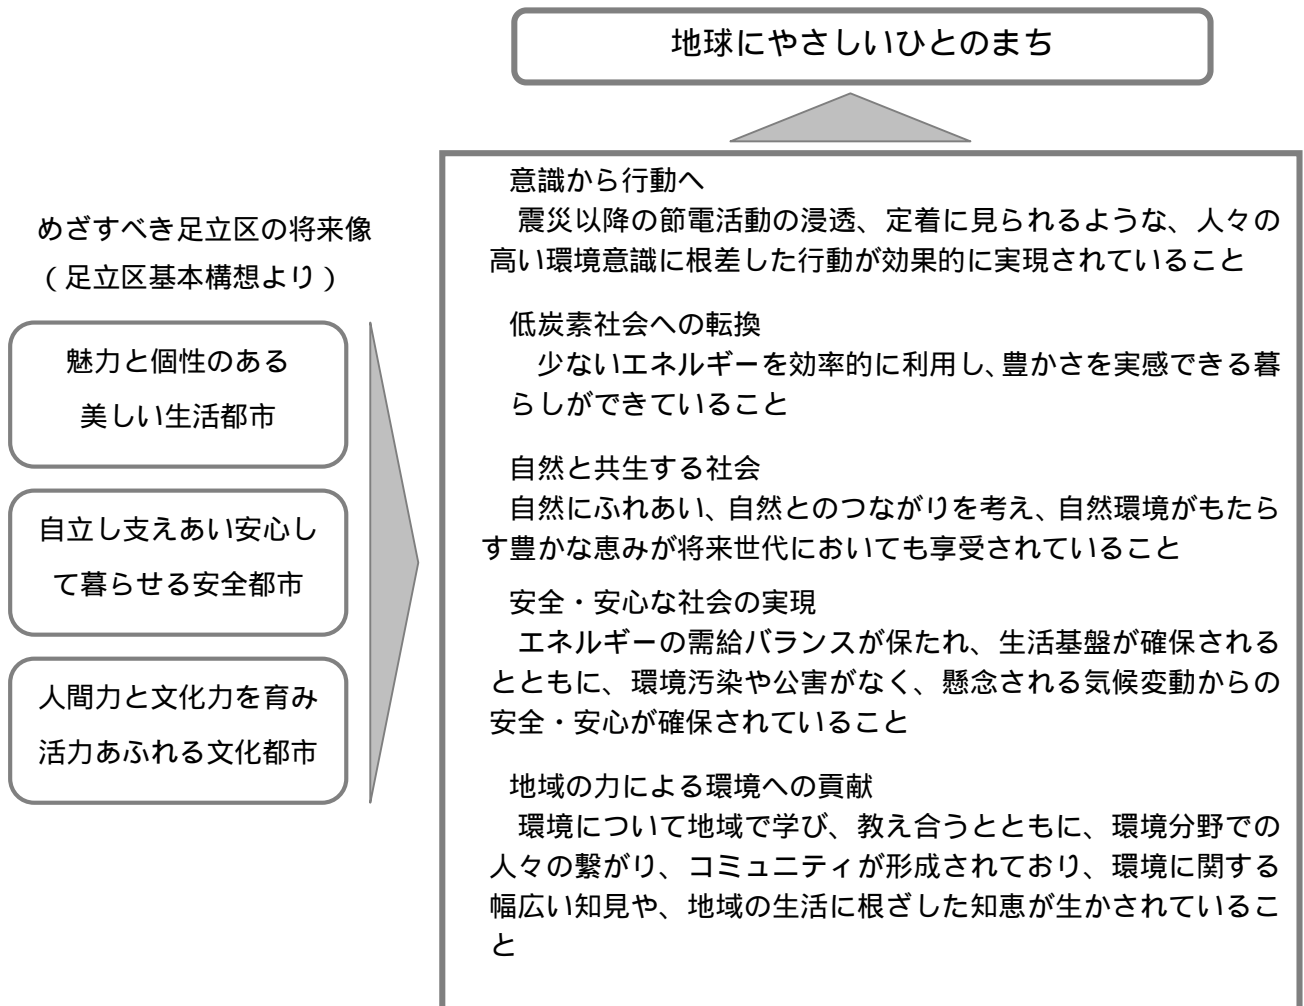 地球にやさしいひとのまち
めざすべき足立区の将来像
（足立区基本構想より）
魅力と個性のある
美しい生活都市
自立し支えあい安心し
て暮らせる安全都市
人間力と文化力を育み
活力あふれる文化都市
意識から行動へ
震災以降の節電活動の浸透、定着に見られるような、人々の
高い環境意識に根差した行動が効果的に実現されていること
低炭素社会への転換
少ないエネルギーを効率的に利用し、豊かさを実感できる暮
らしができていること
自然と共生する社会
自然にふれあい、自然とのつながりを考え、自然環境がもたら
す豊かな恵みが将来世代においても享受されていること
安全・安心な社会の実現
エネルギーの需給バランスが保たれ、生活基盤が確保される
とともに、環境汚染や公害がなく、懸念される気候変動からの
安全・安心が確保されていること
地域の力による環境への貢献
環境について地域で学び、教え合うとともに、環境分野での
人々の繋がり、コミュニティが形成されており、環境に関する
幅広い知見や、地域の生活に根ざした知恵が生かされているこ
と